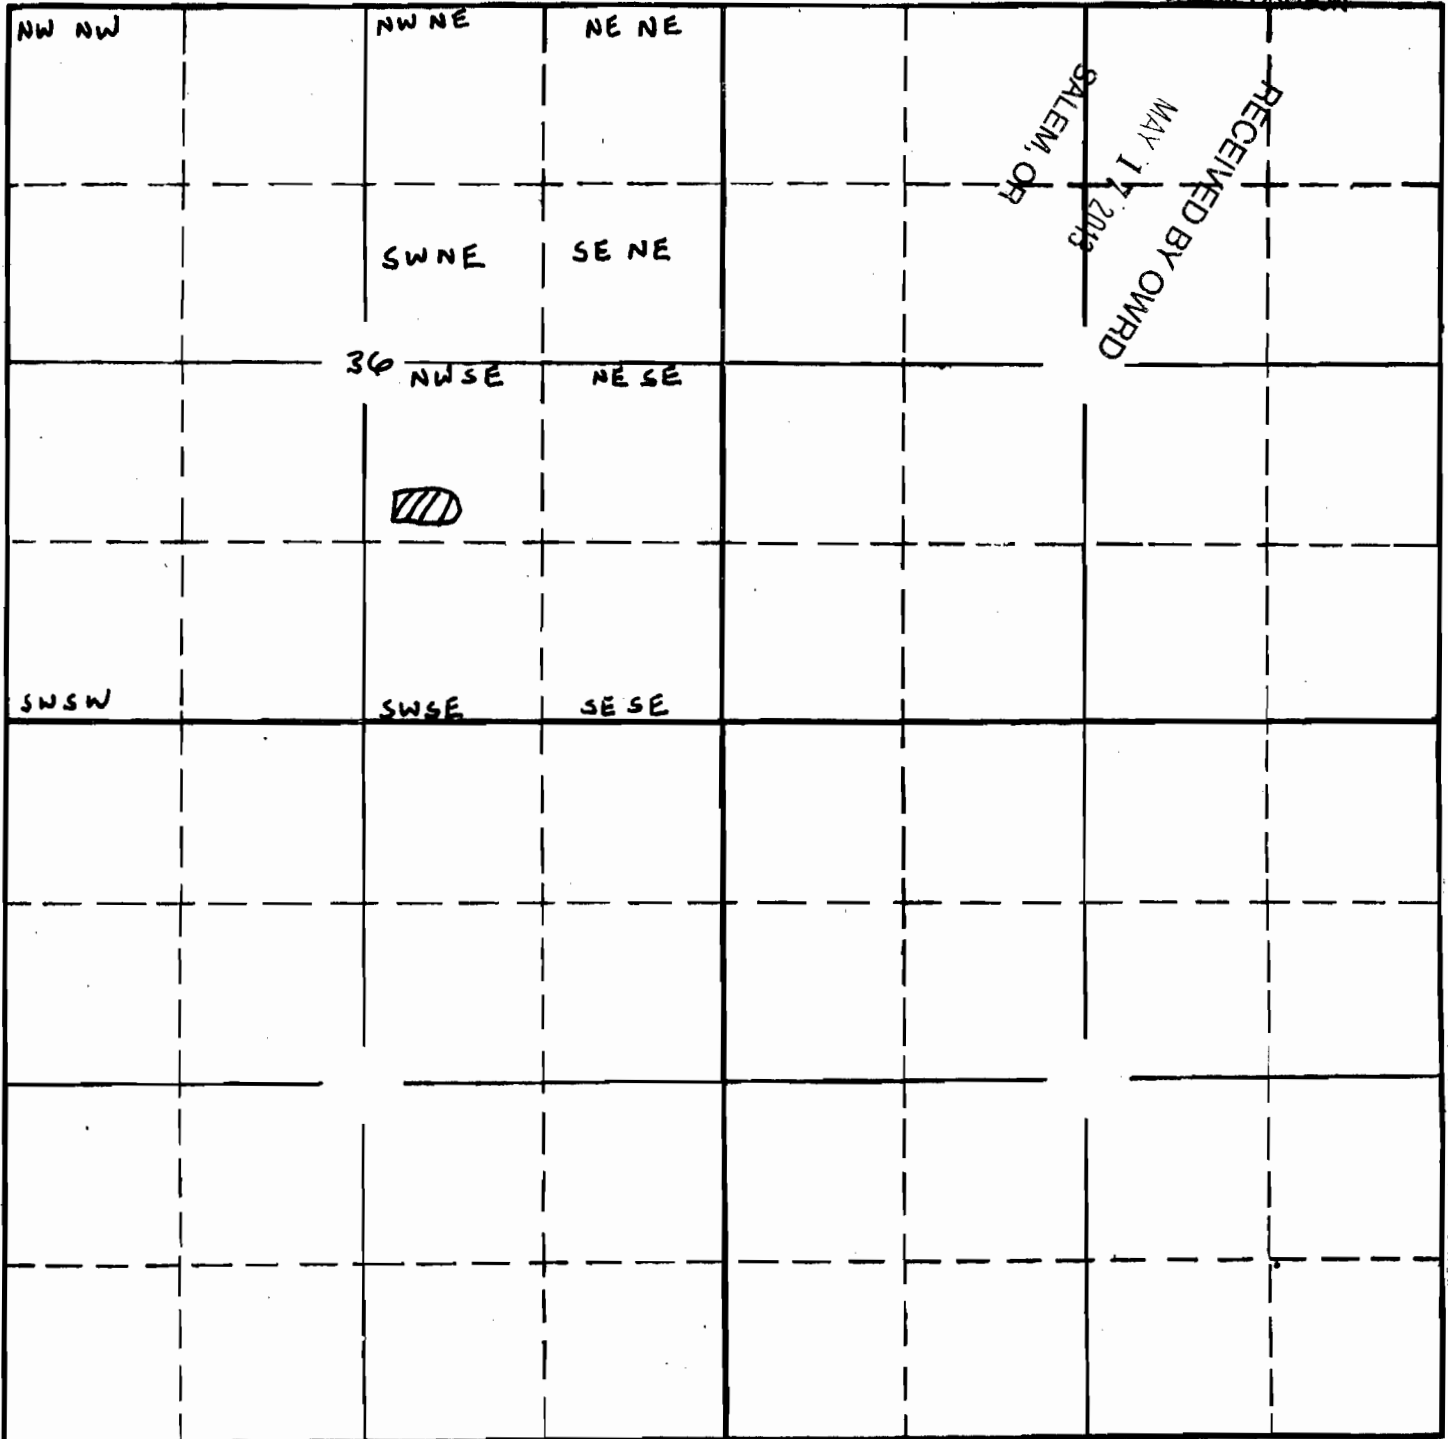 NW NW
NW NE
NE NE
SW NE
SE NE
36
NW SE
NE SE
SW SW
SW SE
SE SE
RECEIVED BY OWRD
MAY 17 2013
SALEM, OR